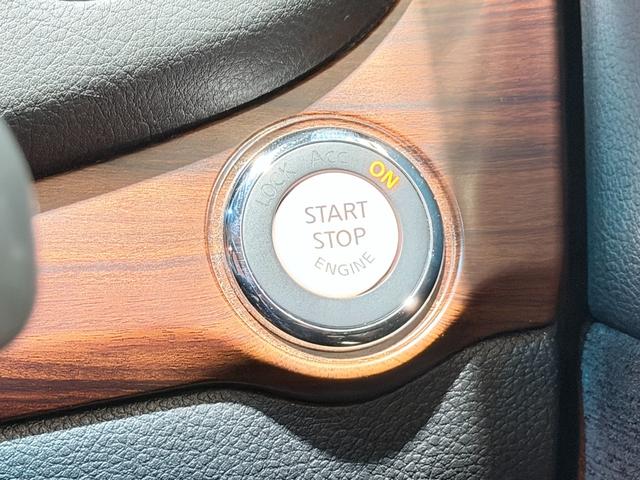 LOCK Acc ON
START
STOP
ENGINE